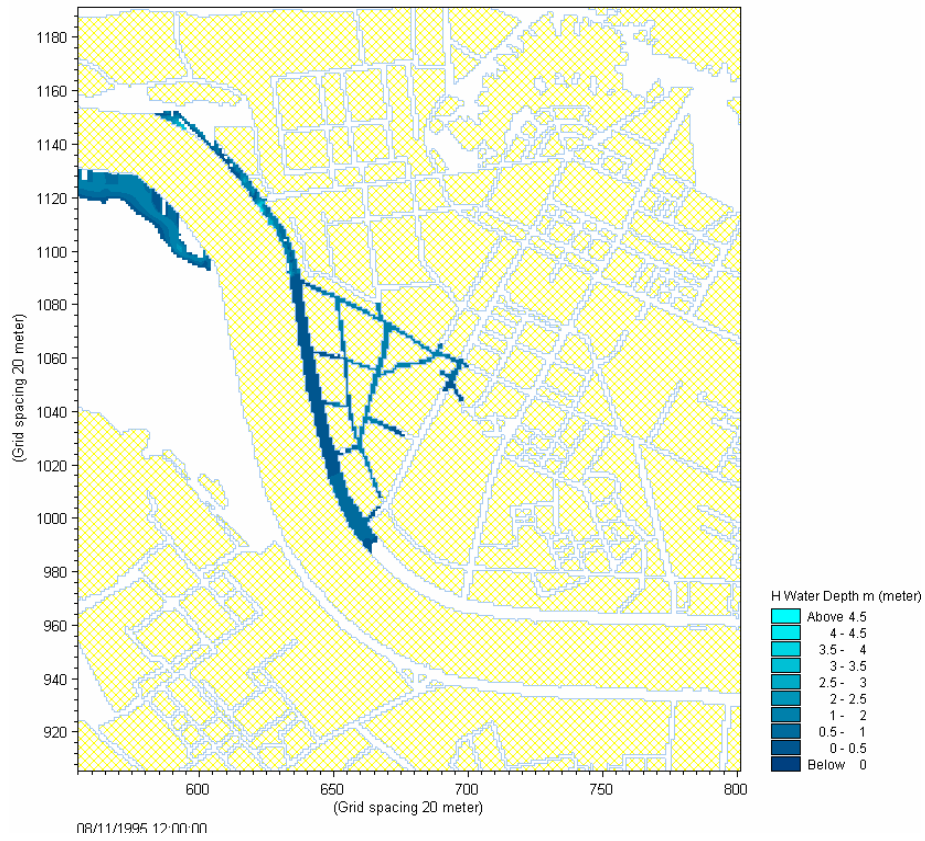 1180
1160
1140
1120
1100
1080
1060
1040
1020
1000
980
960
940
920
(Grid spacing 20 meter)
600 650 700 750 800
(Grid spacing 20 meter)
08/11/1995 12:00:00
H Water Depth m (meter)
Above 4.5
4 - 4.5
3.5 - 4
3 - 3.5
2.5 - 3
2 - 2.5
1 - 2
0.5 - 1
0 - 0.5
Below 0